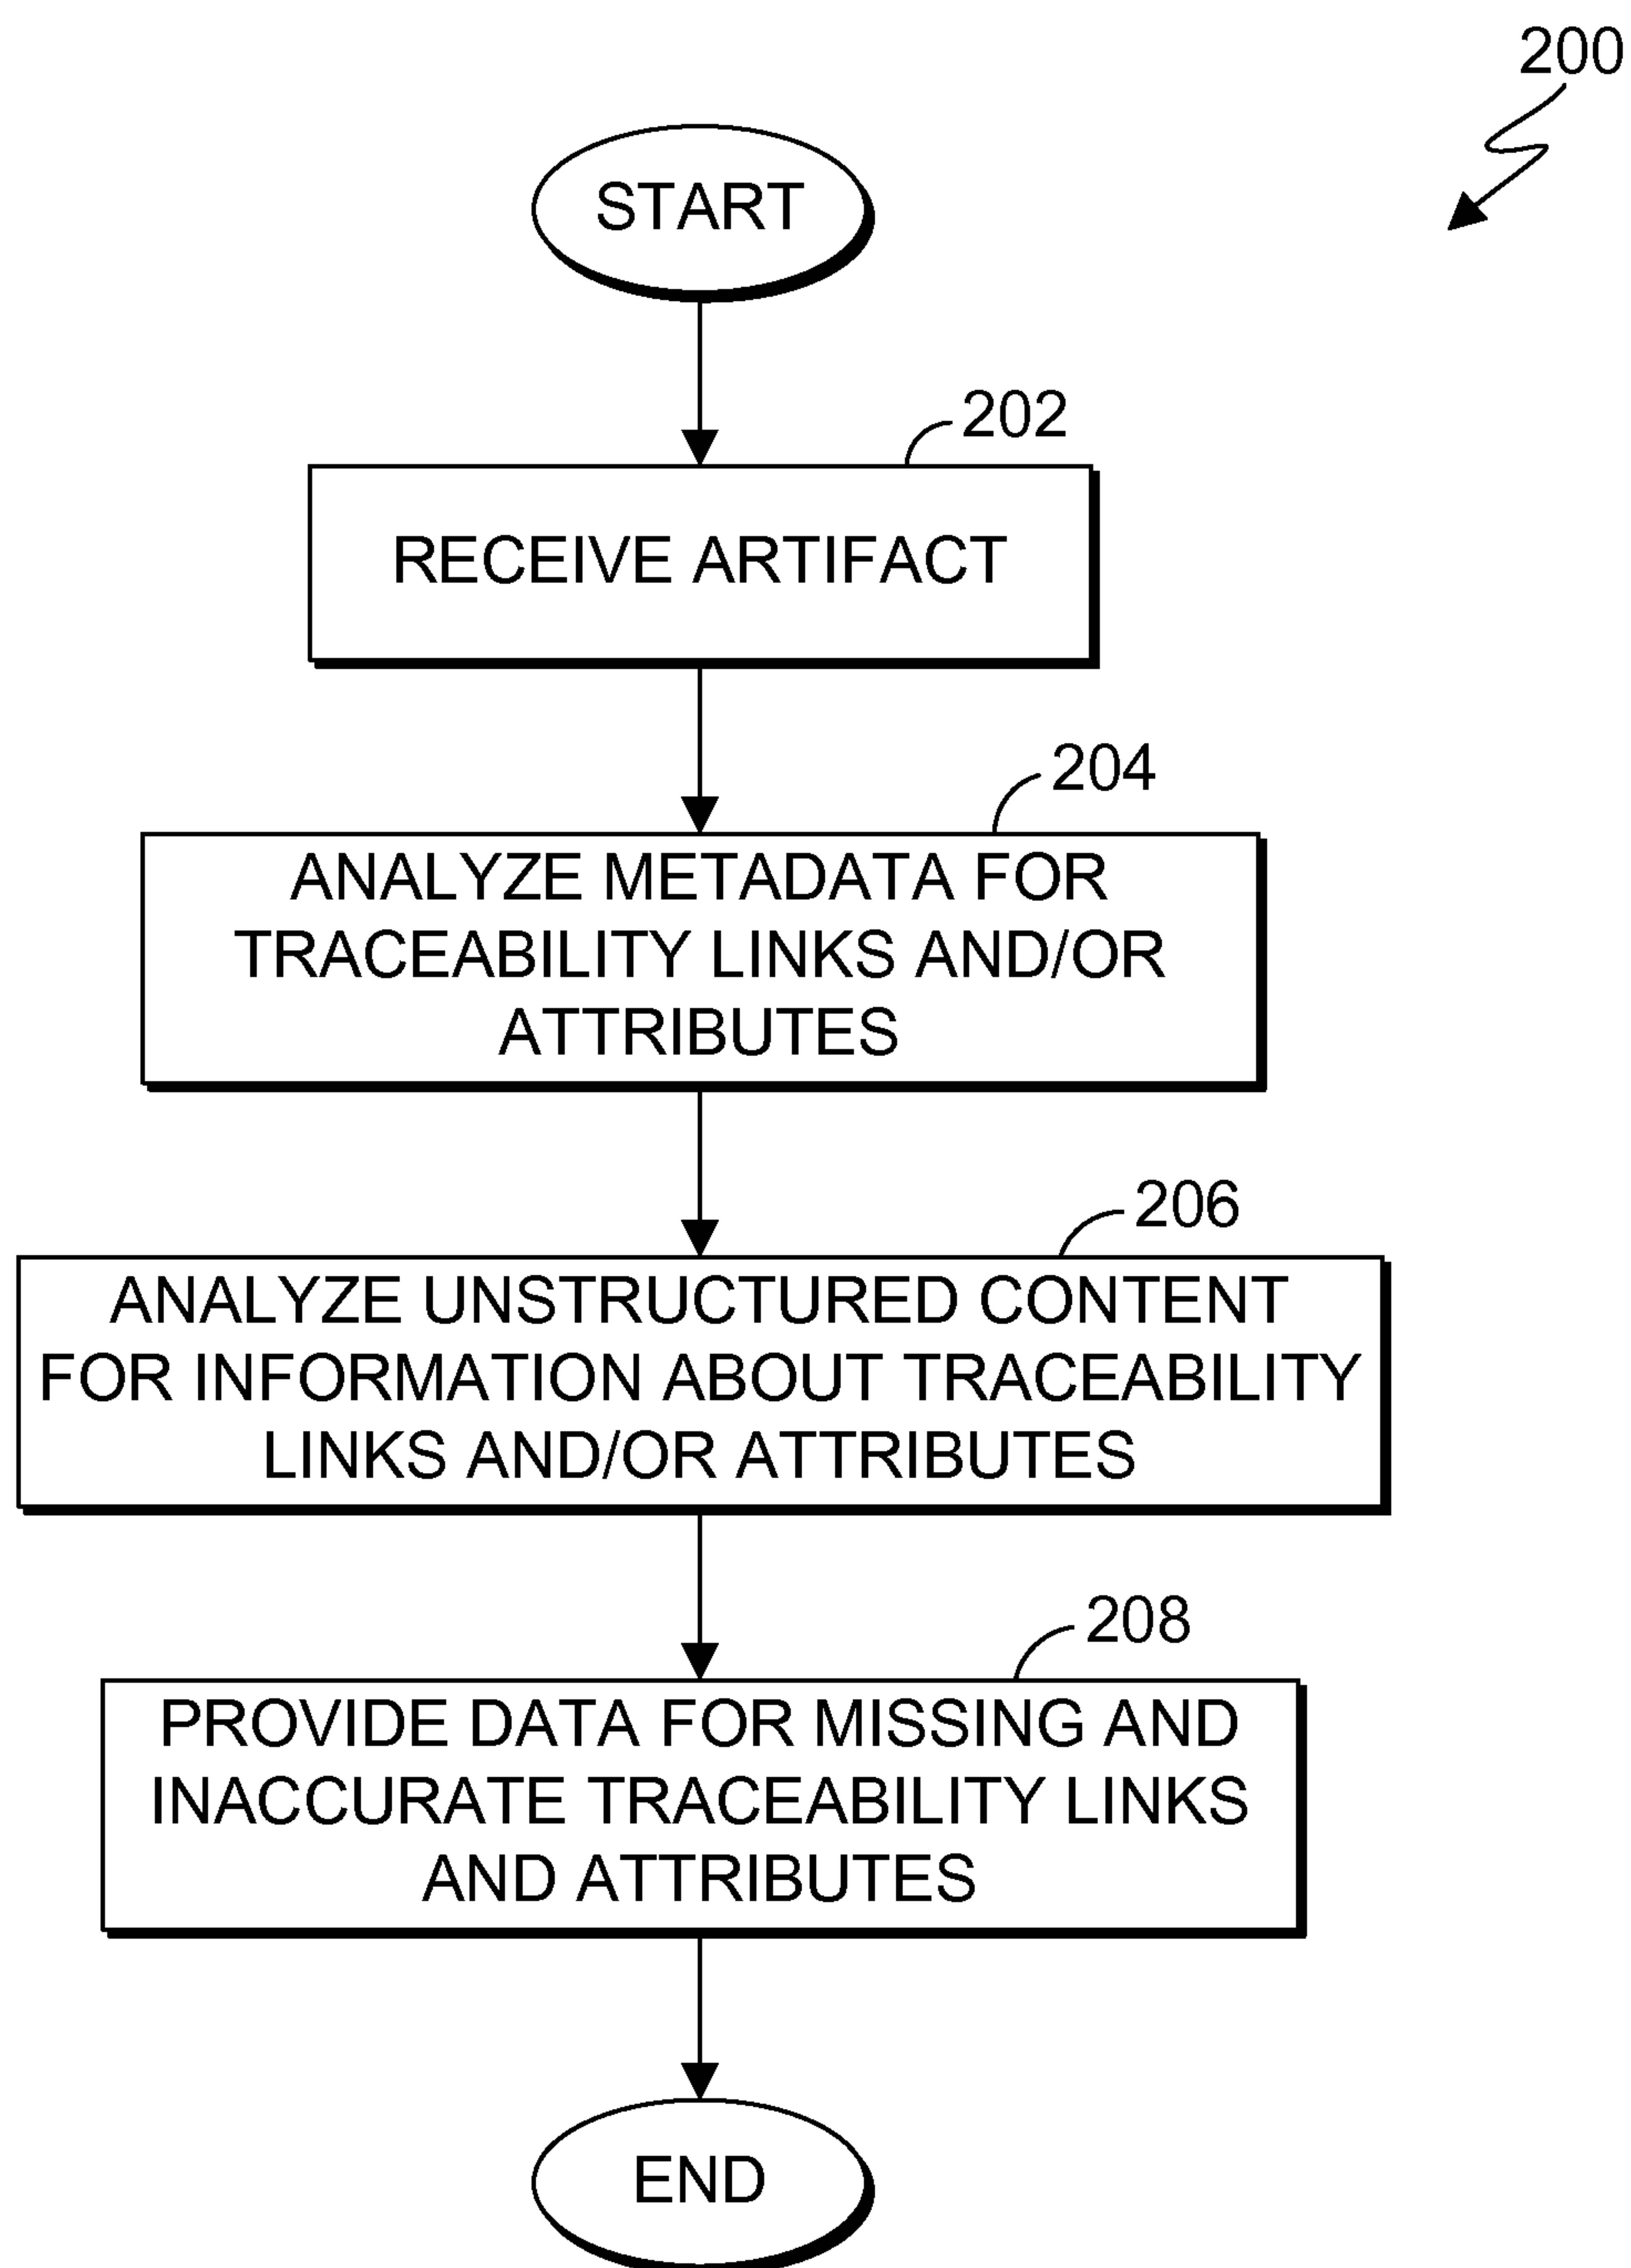 200
START
202
RECEIVE ARTIFACT
204
ANALYZE METADATA FOR
TRACEABILITY LINKS AND/OR
ATTRIBUTES
206
ANALYZE UNSTRUCTURED CONTENT
FOR INFORMATION ABOUT TRACEABILITY
LINKS AND/OR ATTRIBUTES
208
PROVIDE DATA FOR MISSING AND
INACCURATE TRACEABILITY LINKS
AND ATTRIBUTES
END